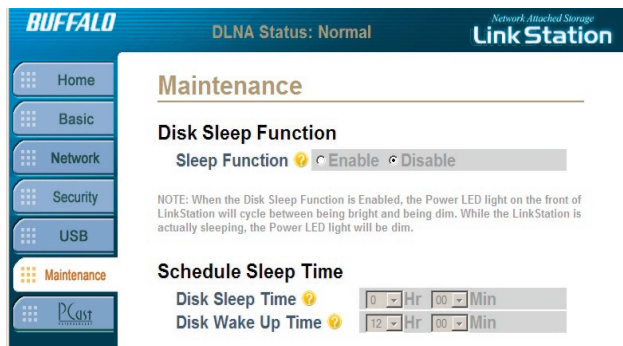 BUFFALO
DLNA Status: Normal
Network Attached Storage
LinkStation
Home
Basic
Network
Security
USB
Maintenance
PCast
Maintenance
Disk Sleep Function
Sleep Function ? Enable Disable
NOTE: When the Disk Sleep Function is Enabled, the Power LED light on the front of
LinkStation will cycle between being bright and being dim. While the LinkStation is
actually sleeping, the Power LED light will be dim.
Schedule Sleep Time
Disk Sleep Time ? 0 Hr 00 Min
Disk Wake Up Time ? 12 Hr 00 Min